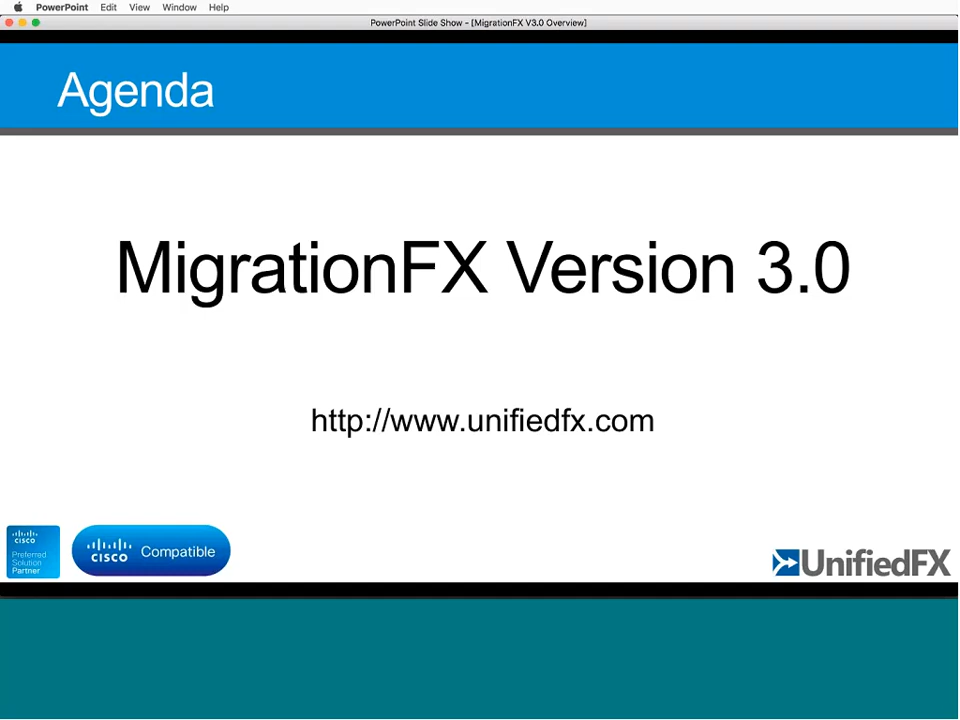 PowerPoint Edit View Window Help
PowerPoint Slide Show - [MigrationFX V3.0 Overview]
Agenda
MigrationFX Version 3.0
http://www.unifiedfx.com
CISCO
Preferred
Solution
Partner
CISCO Compatible
UnifiedFX